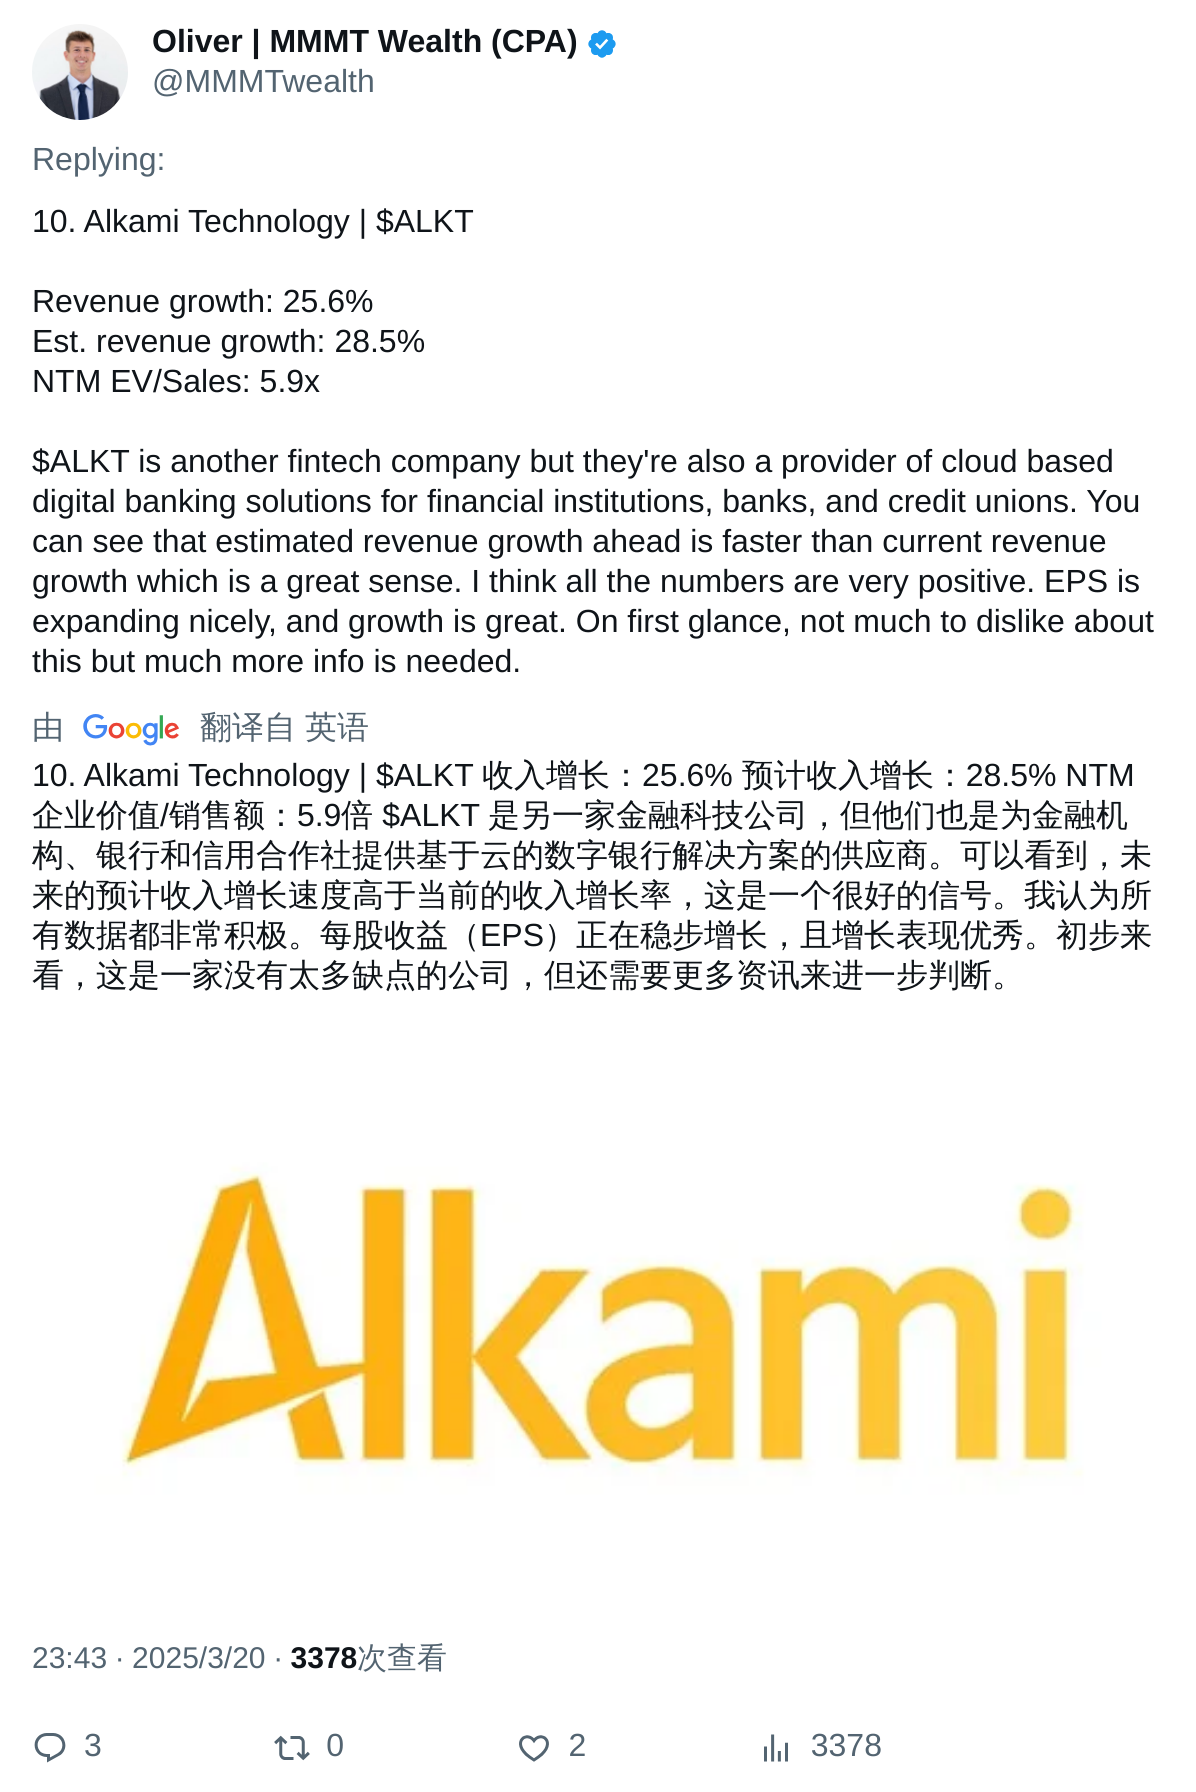 Oliver | MMMT Wealth (CPA)
@MMMTwealth
Replying:
10. Alkami Technology | $ALKT
Revenue growth: 25.6%
Est. revenue growth: 28.5%
NTM EV/Sales: 5.9x
$ALKT is another fintech company but they're also a provider of cloud based
digital banking solutions for financial institutions, banks, and credit unions. You
can see that estimated revenue growth ahead is faster than current revenue
growth which is a great sense. I think all the numbers are very positive. EPS is
expanding nicely, and growth is great. On first glance, not much to dislike about
this but much more info is needed.
由 Google 翻译自 英语
10. Alkami Technology | $ALKT 收入增长：25.6% 预计收入增长：28.5% NTM
企业价值/销售额：5.9倍 $ALKT 是另一家金融科技公司，但他们也是为金融机
构、银行和信用合作社提供基于云的数字银行解决方案的供应商。可以看到，未
来的预计收入增长速度高于当前的收入增长率，这是一个很好的信号。我认为所
有数据都非常积极。每股收益（EPS）正在稳步增长，且增长表现优秀。初步来
看，这是一家没有太多缺点的公司，但还需要更多资讯来进一步判断。
Alkami
23:43 · 2025/3/20 · 3378次查看
3 0 2 3378